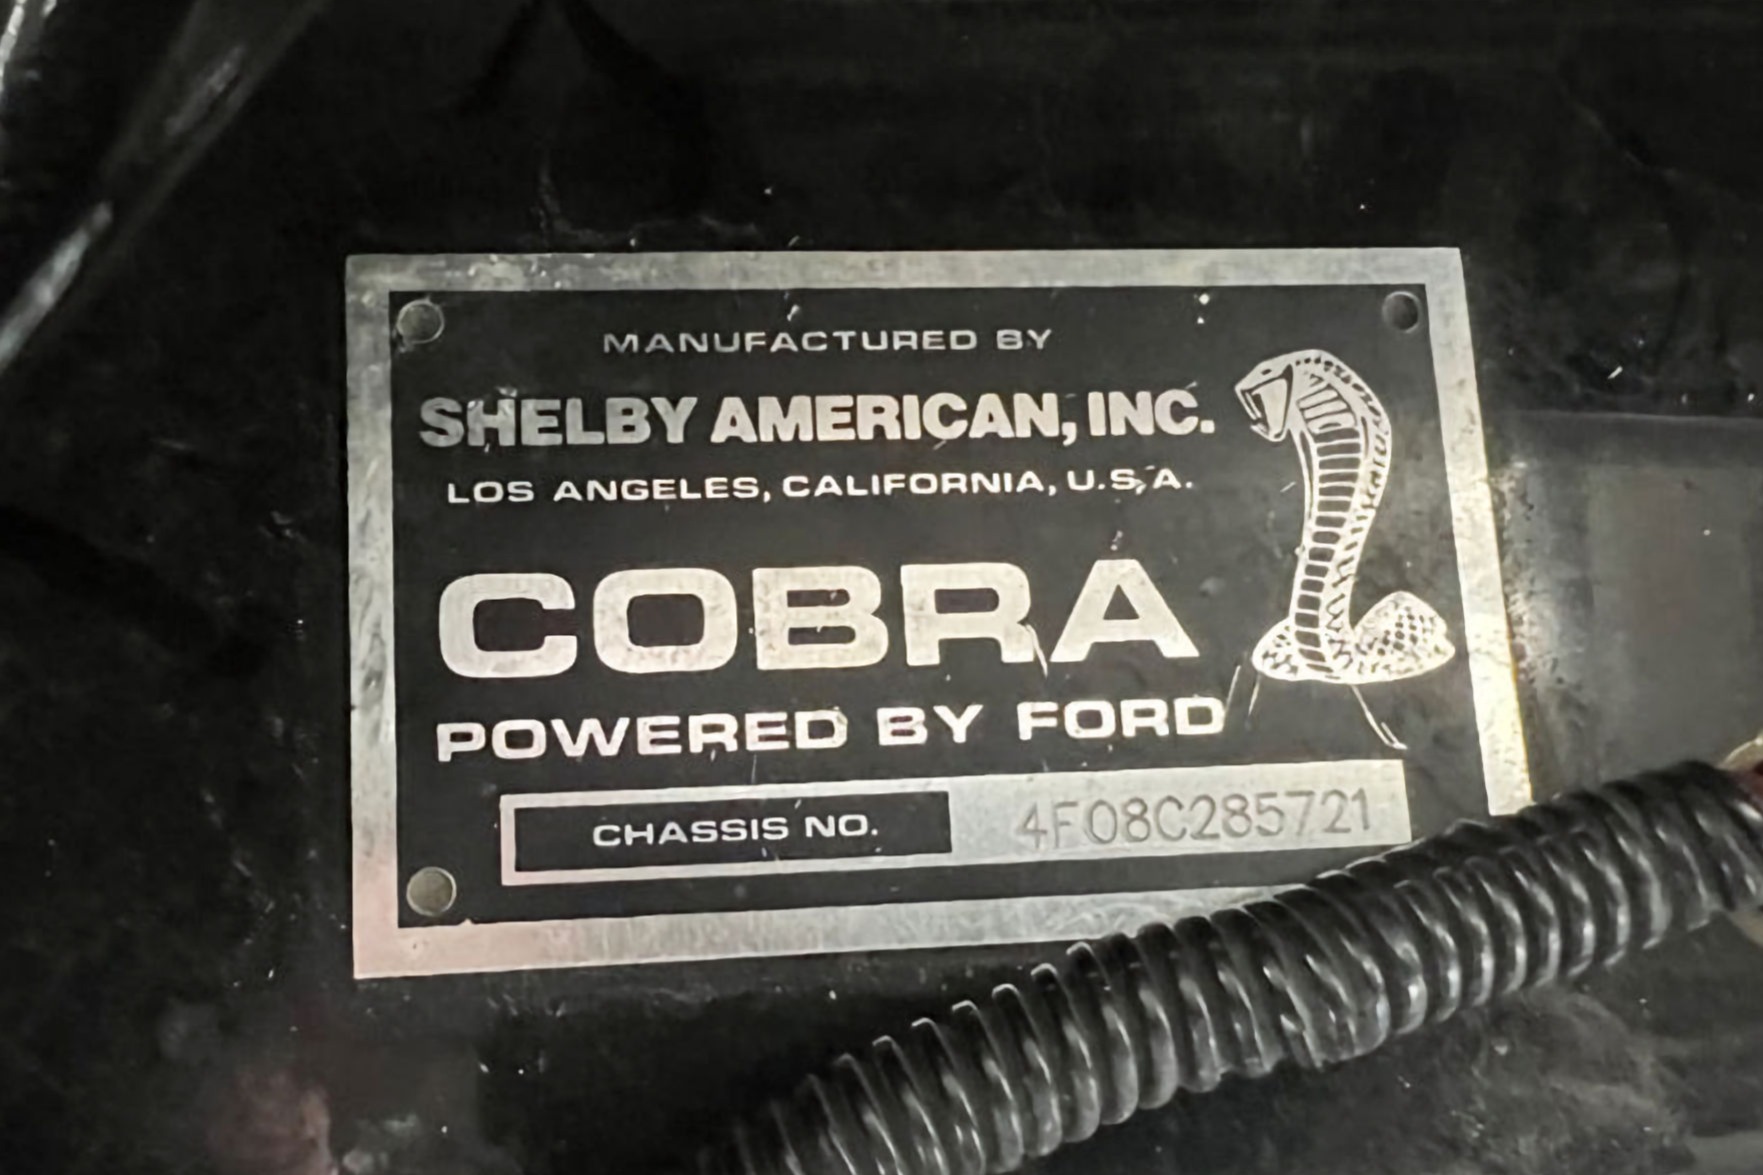 MANUFACTURED BY
SHELBY AMERICAN, INC.
LOS ANGELES, CALIFORNIA, U.S.A.
COBRA
POWERED BY FORD
CHASSIS NO. 4F08C285721